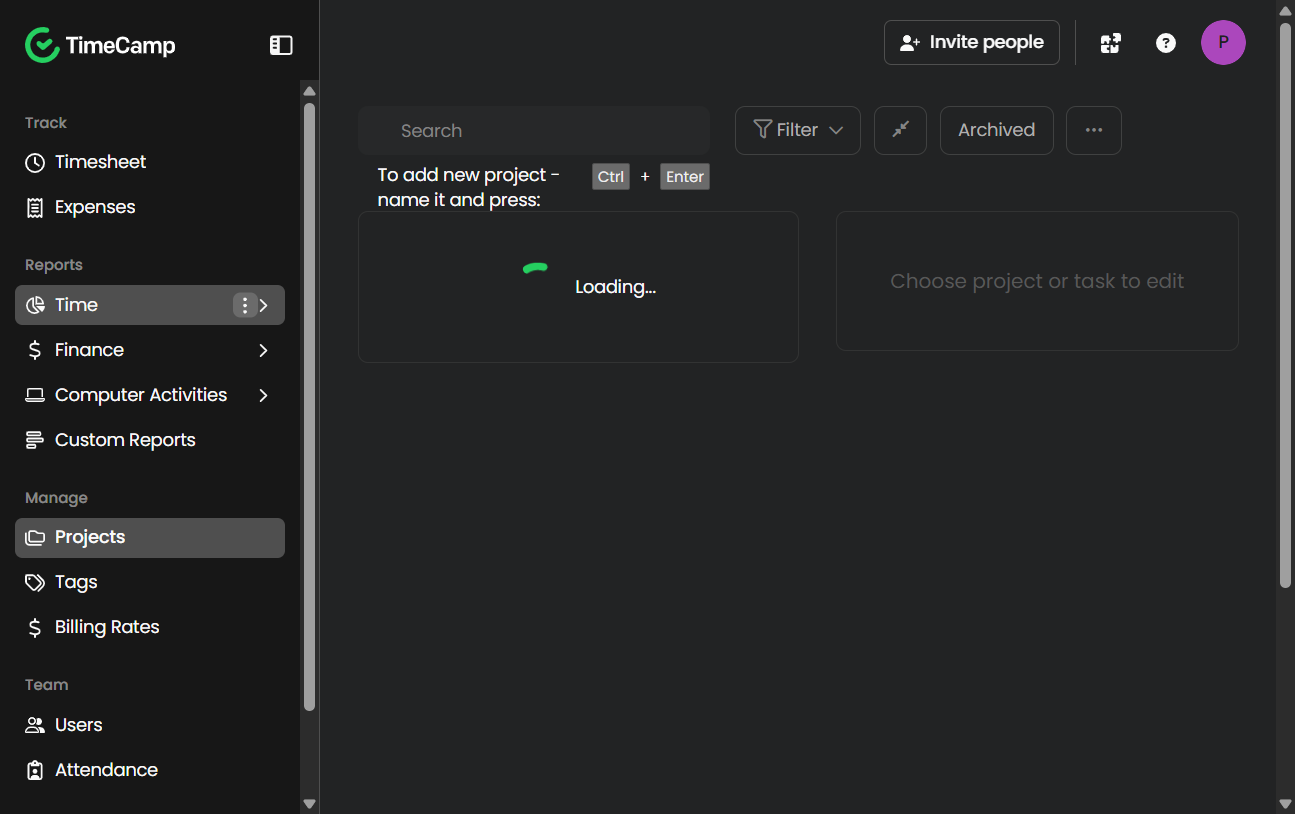 TimeCamp
Invite people
P
Track
Timesheet
Expenses
Reports
Time
Finance
Computer Activities
Custom Reports
Manage
Projects
Tags
Billing Rates
Team
Users
Attendance
Search
Filter
Archived
To add new project -
name it and press:
Ctrl + Enter
Loading...
Choose project or task to edit